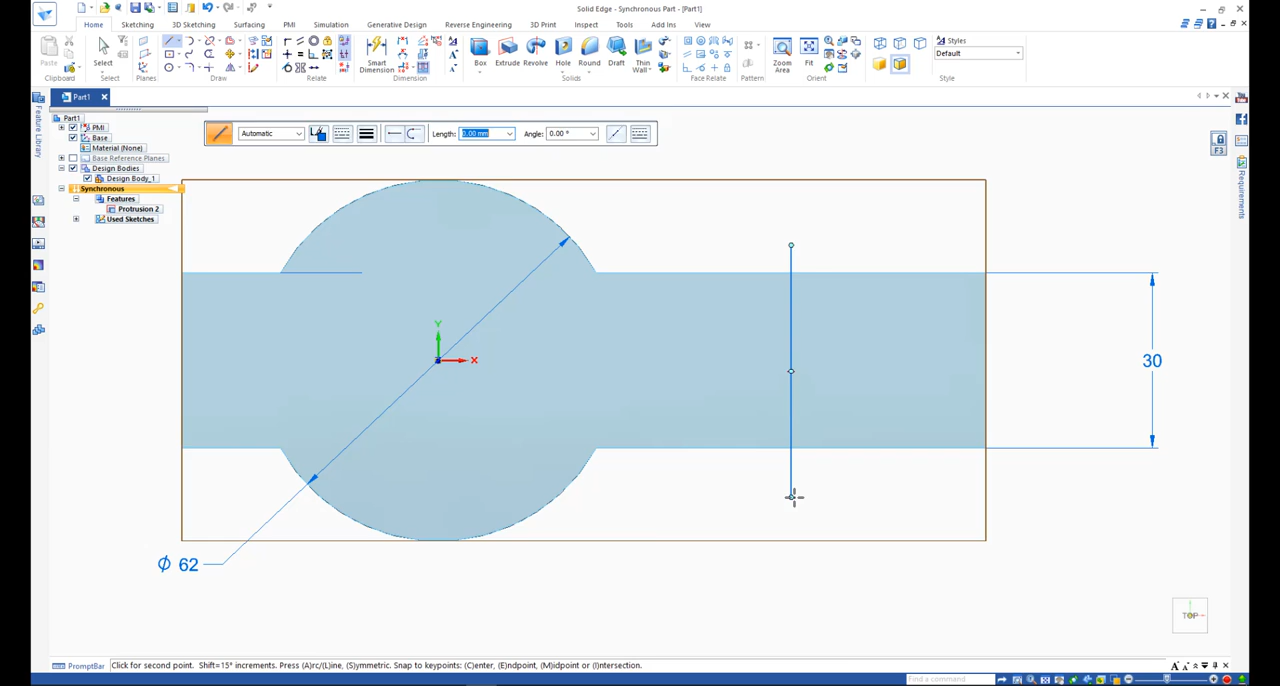 Solid Edge - Synchronous Part - [Part1]
Home Sketching 3D Sketching Surfacing PMI Simulation Generative Design Reverse Engineering 3D Print Inspect Tools Add Ins View
Paste
Select
Smart Dimension
Box
Extrude
Revolve
Hole
Round
Draft
Thin Wall
Zoom Area
Fit
Styles
Default
Clipboard Select Planes Draw Relate Dimension Solids Face Relate Pattern Orient Style
Part1
Feature Library
Requirements
Part1
PMI
Base
Material (None)
Base Reference Planes
Design Bodies
Design Body_1
Synchronous
Features
Protrusion 2
Used Sketches
Automatic
Length:
Angle: 0.00 °
F3
Y
X
30
Φ 62
TOP
PromptBar Click for second point. Shift=15° increments. Press (A)rc/(L)ine, (S)ymmetric. Snap to keypoints: (C)enter, (E)ndpoint, (M)idpoint or (I)ntersection.
Find a command